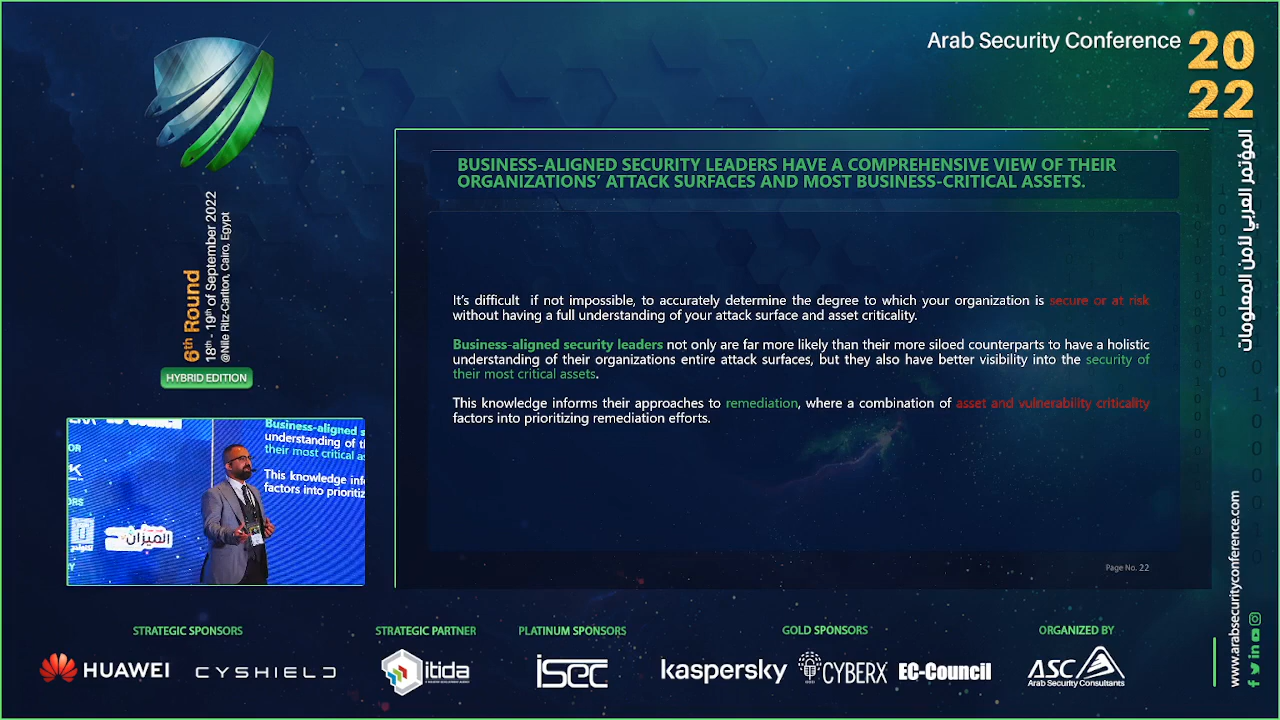 Arab Security Conference
20
22
المؤتمر العربي لأمن المعلومات
6th Round
18th - 19th of September 2022
@Nile Ritz-Carlton, Cairo, Egypt
HYBRID EDITION
BUSINESS-ALIGNED SECURITY LEADERS HAVE A COMPREHENSIVE VIEW OF THEIR
ORGANIZATIONS' ATTACK SURFACES AND MOST BUSINESS-CRITICAL ASSETS.
It's difficult if not impossible, to accurately determine the degree to which your organization is secure or at risk
without having a full understanding of your attack surface and asset criticality.
Business-aligned security leaders not only are far more likely than their more siloed counterparts to have a holistic
understanding of their organizations entire attack surfaces, but they also have better visibility into the security of
their most critical assets.
This knowledge informs their approaches to remediation, where a combination of asset and vulnerability criticality
factors into prioritizing remediation efforts.
Page No. 22
Business-aligned s
understanding of t
their most critical as
This knowledge inf
factors into prioritiz
الميزان
www.arabsecurityconference.com
STRATEGIC SPONSORS
HUAWEI
CYSHIELD
STRATEGIC PARTNER
itida
PLATINUM SPONSORS
isec
GOLD SPONSORS
kaspersky
CYBERX
EC-Council
ORGANIZED BY
ASC
Arab Security Consultants